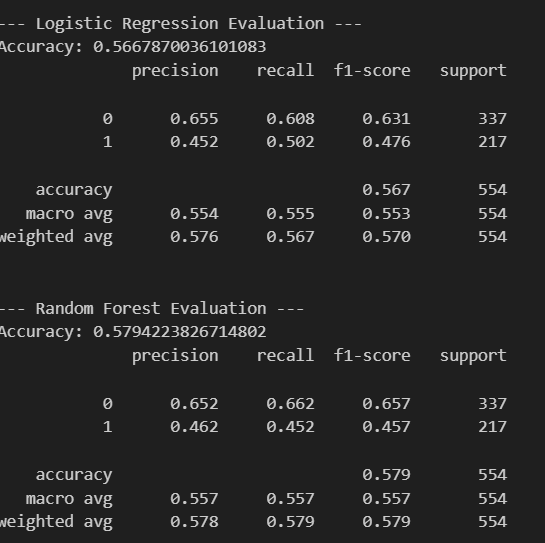 --- Logistic Regression Evaluation ---
Accuracy: 0.5667870036101083
precision recall f1-score support
0 0.655 0.608 0.631 337
1 0.452 0.502 0.476 217
accuracy 0.567 554
macro avg 0.554 0.555 0.553 554
weighted avg 0.576 0.567 0.570 554
--- Random Forest Evaluation ---
Accuracy: 0.5794223826714802
precision recall f1-score support
0 0.652 0.662 0.657 337
1 0.462 0.452 0.457 217
accuracy 0.579 554
macro avg 0.557 0.557 0.557 554
weighted avg 0.578 0.579 0.579 554